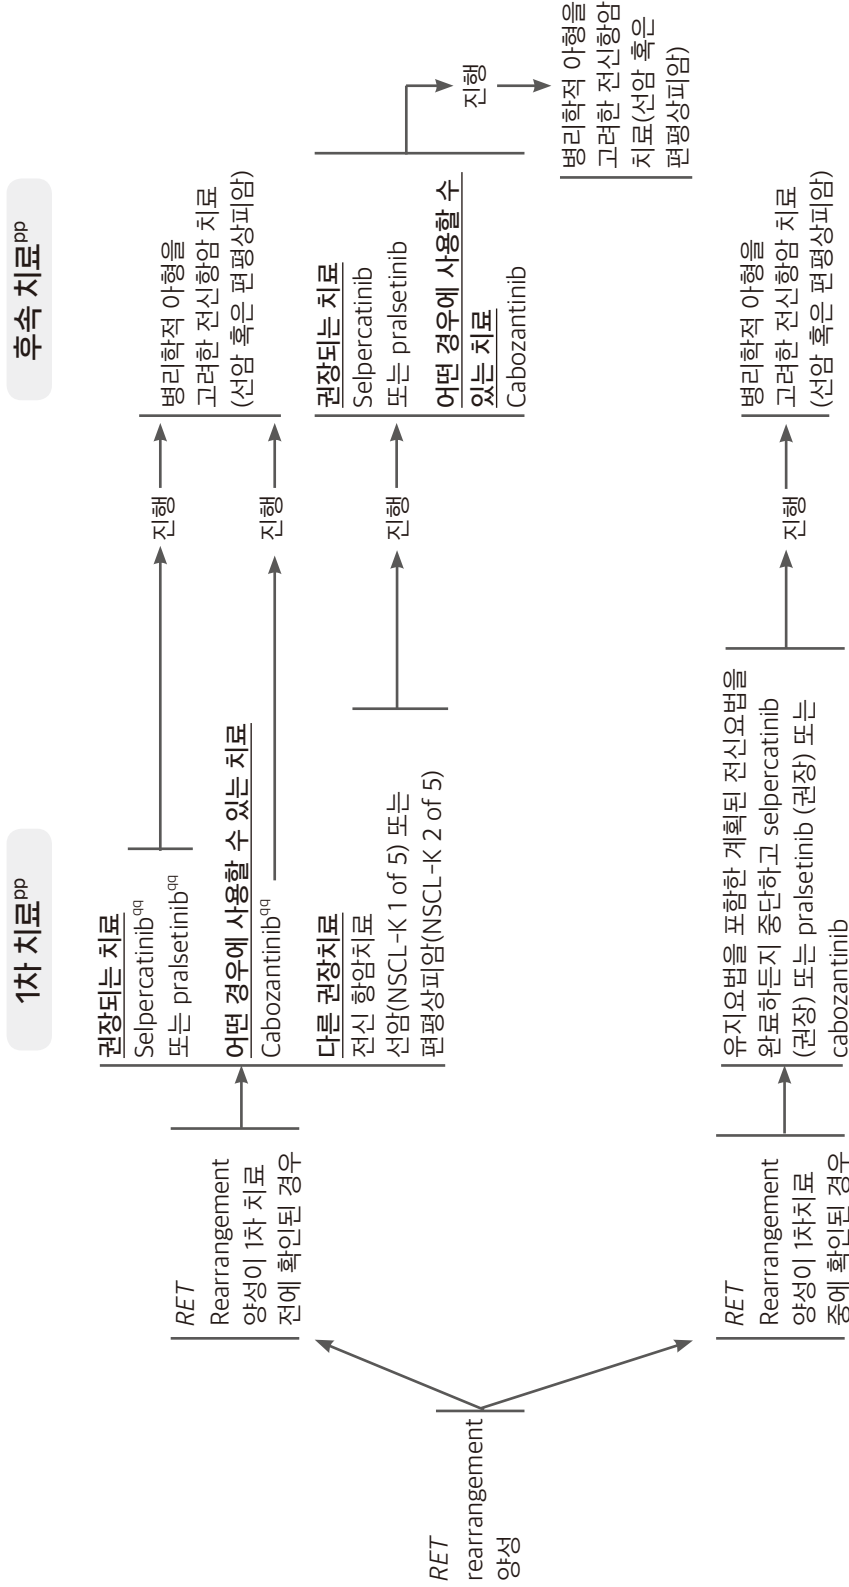 1차 치료pp
후속 치료pp
RET
rearrangement
양성
RET
Rearrangement
양성이 1차 치료
전에 확인된 경우
권장되는 치료
Selpercatinibqq
또는 pralsetinibqq
어떤 경우에 사용할 수 있는 치료
Cabozantinibqq
다른 권장치료
전신 항암치료
선암(NSCL-K 1 of 5) 또는
편평상피암(NSCL-K 2 of 5)
진행
진행
병리학적 아형을
고려한 전신항암 치료
(선암 혹은 편평상피암)
진행
권장되는 치료
Selpercatinib
또는 pralsetinib
어떤 경우에 사용할 수
있는 치료
Cabozantinib
진행
병리학적 아형을
고려한 전신항암
치료(선암 혹은
편평상피암)
RET
Rearrangement
양성이 1차치료
중에 확인된 경우
유지요법을 포함한 계획된 전신요법을
완료하든지 중단하고 selpercatinib
(권장) 또는 pralsetinib (권장) 또는
cabozantinib
진행
병리학적 아형을
고려한 전신항암 치료
(선암 혹은 편평상피암)